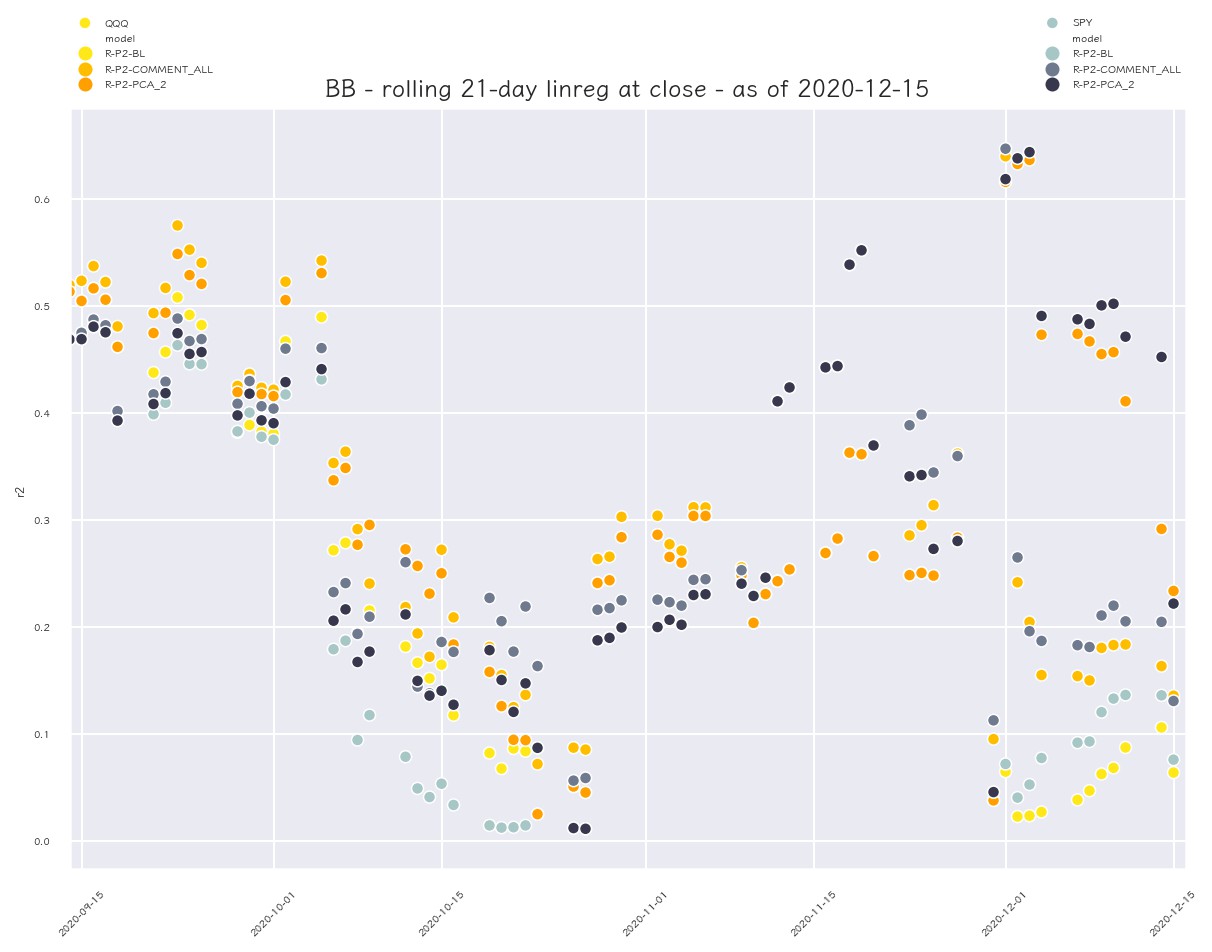 QQQ
model
R-P2-BL
R-P2-COMMENT_ALL
R-P2-PCA_2
SPY
model
R-P2-BL
R-P2-COMMENT_ALL
R-P2-PCA_2
BB - rolling 21-day linreg at close - as of 2020-12-15
r2
0.6
0.5
0.4
0.3
0.2
0.1
0.0
2020-09-15
2020-10-01
2020-10-15
2020-11-01
2020-11-15
2020-12-01
2020-12-15